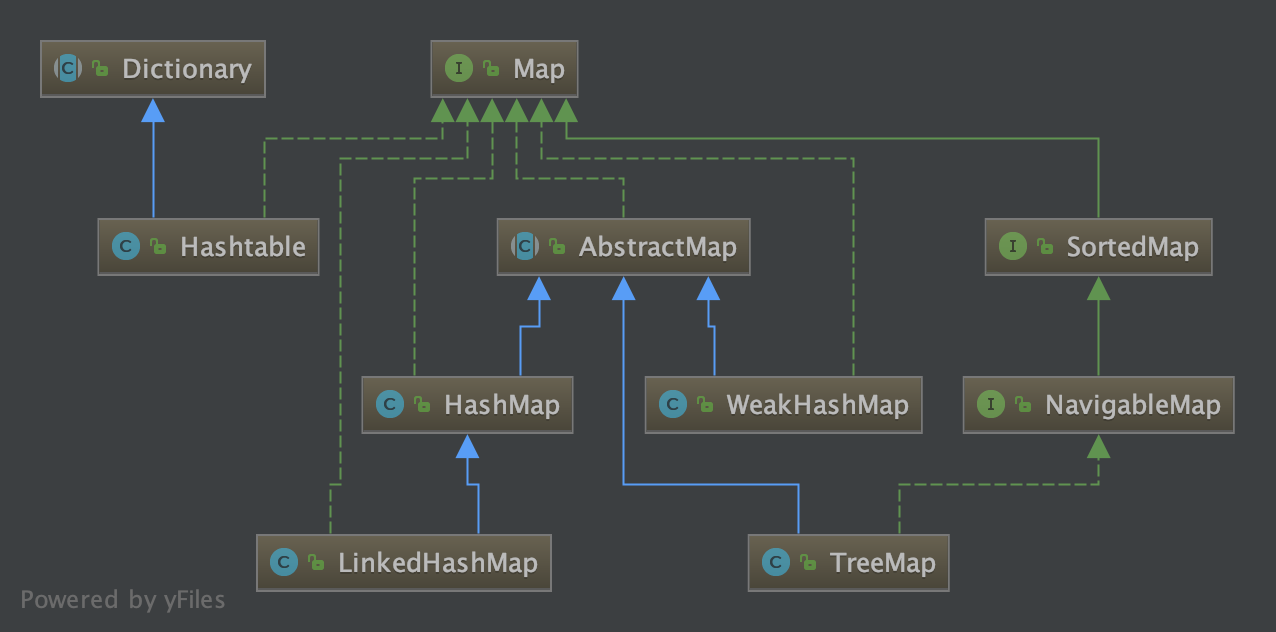 C Dictionary
I Map
C Hashtable
C AbstractMap
I SortedMap
C HashMap
C WeakHashMap
I NavigableMap
C LinkedHashMap
C TreeMap
Powered by yFiles